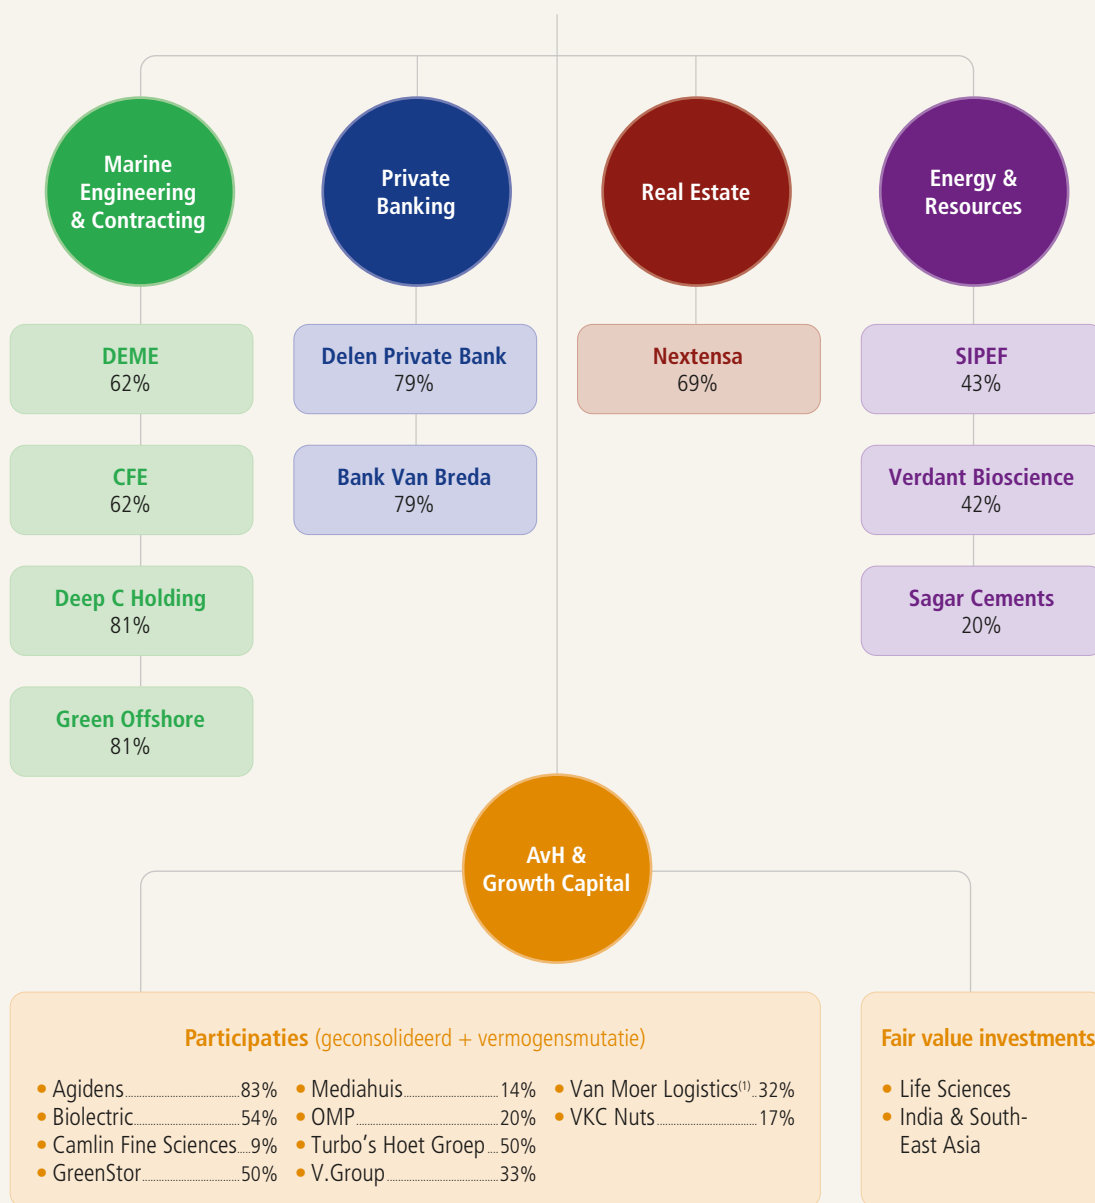 Marine
Engineering
& Contracting
Private
Banking
Real Estate
Energy &
Resources
DEME
62%
CFE
62%
Deep C Holding
81%
Green Offshore
81%
Delen Private Bank
79%
Bank Van Breda
79%
Nextensa
69%
SIPEF
43%
Verdant Bioscience
42%
Sagar Cements
20%
AvH &
Growth Capital
Participaties (geconsolideerd + vermogensmutatie)
• Agidens 83%
• Biolectric 54%
• Camlin Fine Sciences 9%
• GreenStor 50%
• Mediahuis 14%
• OMP 20%
• Turbo's Hoet Groep 50%
• V.Group 33%
• Van Moer Logistics(1) 32%
• VKC Nuts 17%
Fair value investments
• Life Sciences
• India & South-
East Asia